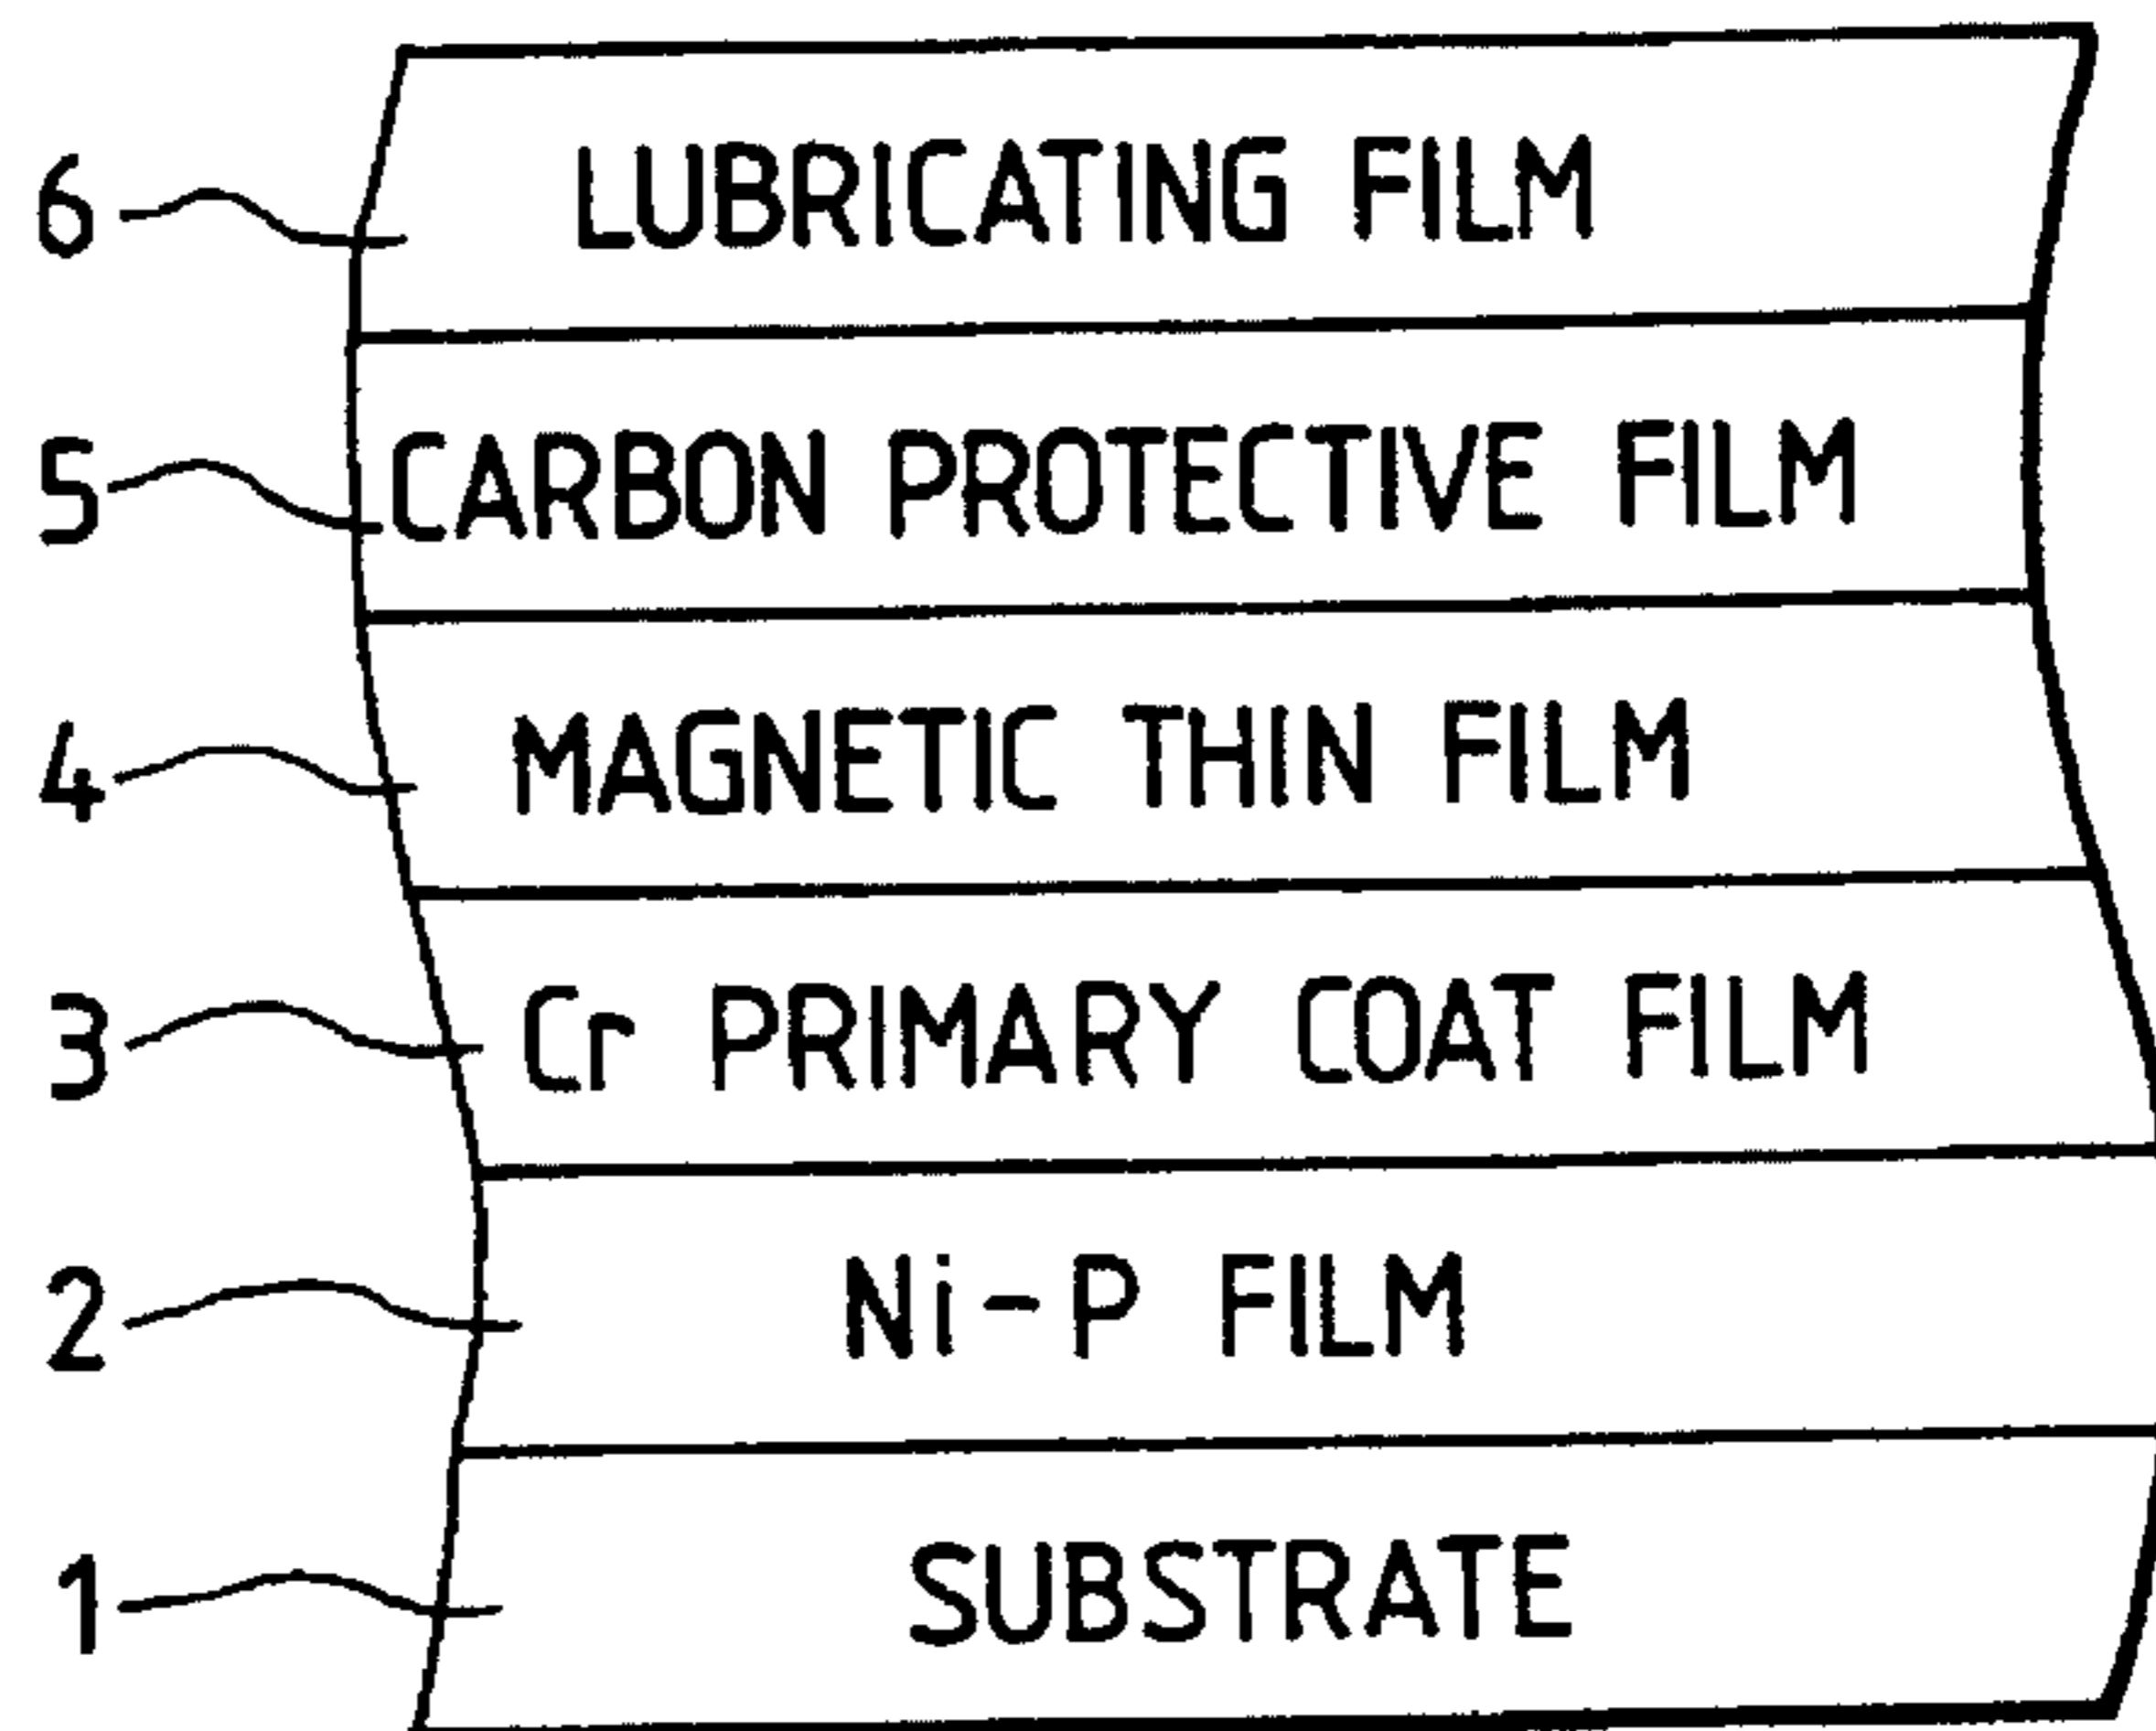 6 LUBRICATING FILM
5 CARBON PROTECTIVE FILM
4 MAGNETIC THIN FILM
3 Cr PRIMARY COAT FILM
2 Ni-P FILM
1 SUBSTRATE